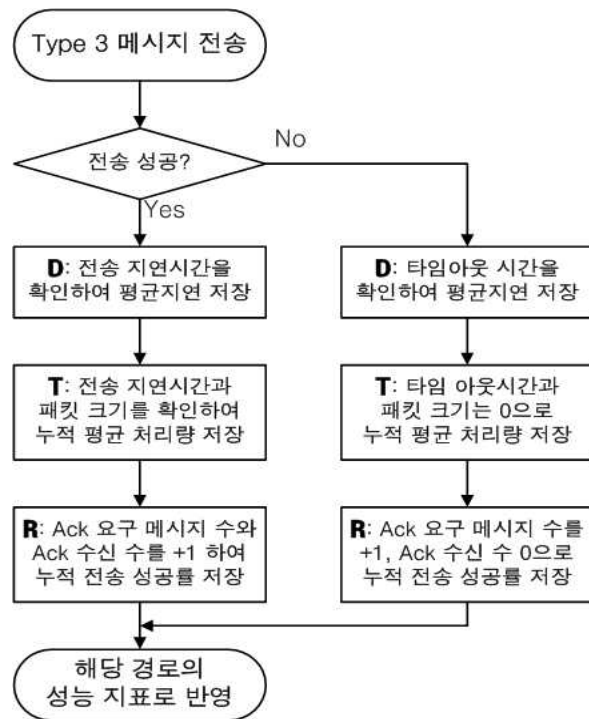 Type 3 메시지 전송
전송 성공?
No
Yes
D: 전송 지연시간을
확인하여 평균지연 저장
D: 타임아웃 시간을
확인하여 평균지연 저장
T: 전송 지연시간과
패킷 크기를 확인하여
누적 평균 처리량 저장
T: 타임 아웃시간과
패킷 크기는 0으로
누적 평균 처리량 저장
R: Ack 요구 메시지 수와
Ack 수신 수를 +1 하여
누적 전송 성공률 저장
R: Ack 요구 메시지 수를
+1, Ack 수신 수 0으로
누적 전송 성공률 저장
해당 경로의
성능 지표로 반영